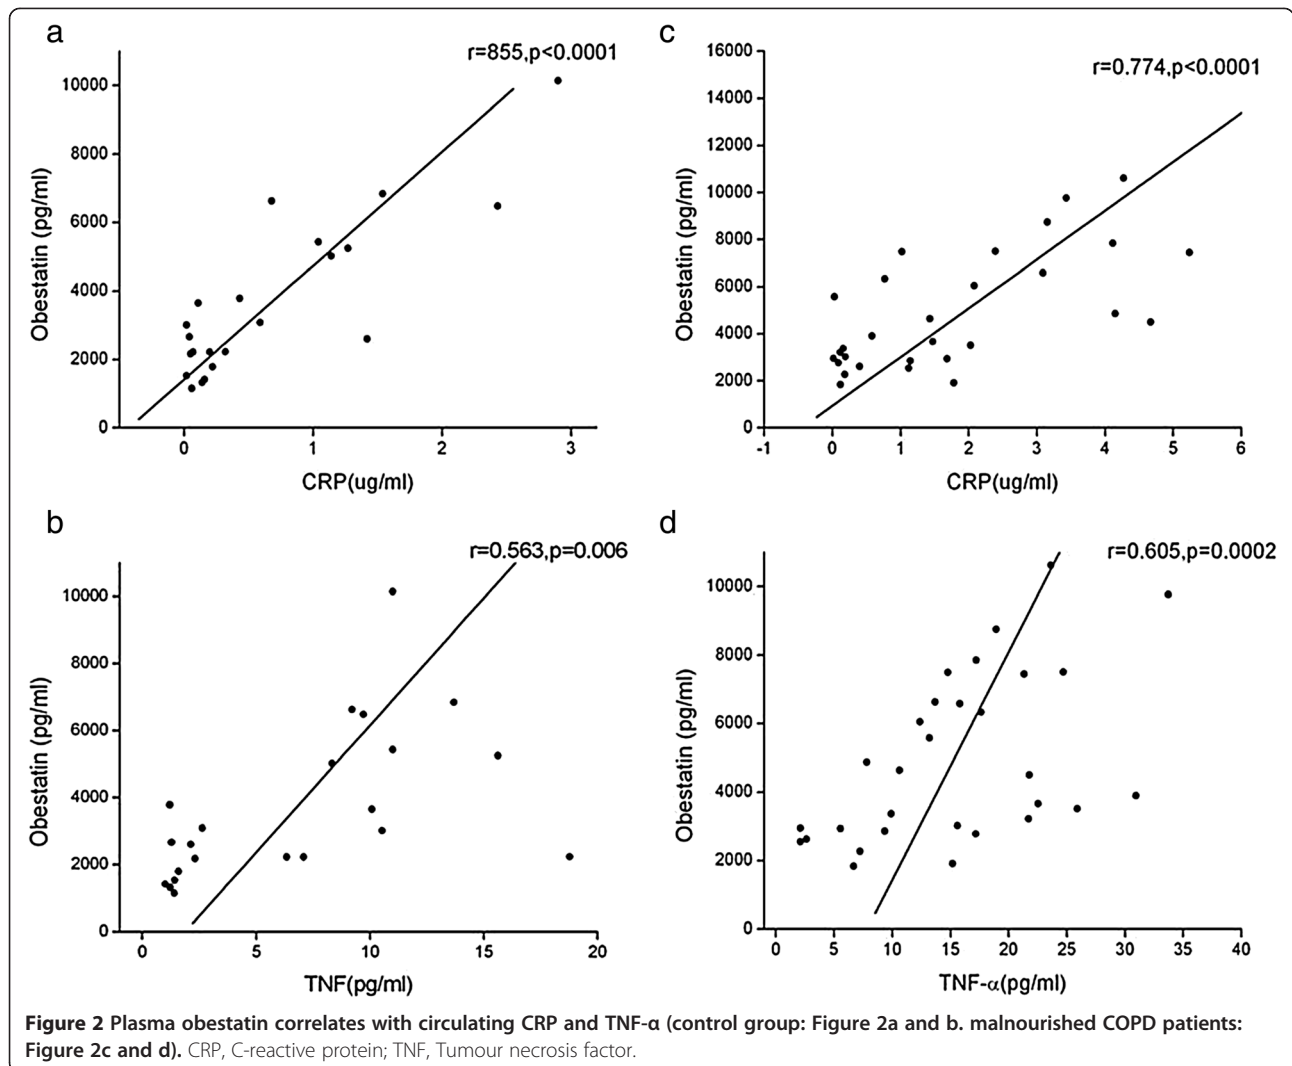 a
r=855,p<0.0001
10000
8000
6000
4000
2000
0
Obestatin (pg/ml)
0 1 2 3
CRP(ug/ml)
c
r=0.774,p<0.0001
16000
14000
12000
10000
8000
6000
4000
2000
0
Obestatin (pg/ml)
-1 0 1 2 3 4 5 6
CRP(ug/ml)
b
r=0.563,p=0.006
10000
8000
6000
4000
2000
0
Obestatin (pg/ml)
0 5 10 15 20
TNF(pg/ml)
d
r=0.605,p=0.0002
10000
8000
6000
4000
2000
0
Obestatin (pg/ml)
0 5 10 15 20 25 30 35 40
TNF-α(pg/ml)
Figure 2 Plasma obestatin correlates with circulating CRP and TNF-α (control group: Figure 2a and b. malnourished COPD patients:
Figure 2c and d). CRP, C-reactive protein; TNF, Tumour necrosis factor.